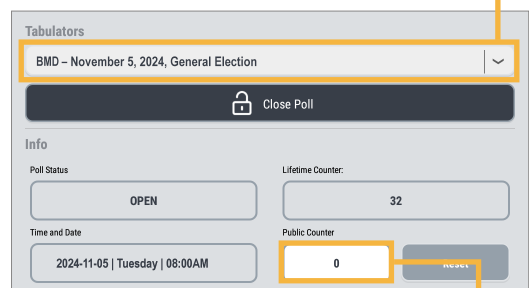 Tabulators
BMD – November 5, 2024, General Election
Close Poll
Info
Poll Status
Lifetime Counter:
OPEN
32
Time and Date
Public Counter
2024-11-05 | Tuesday | 08:00AM
0
Reset